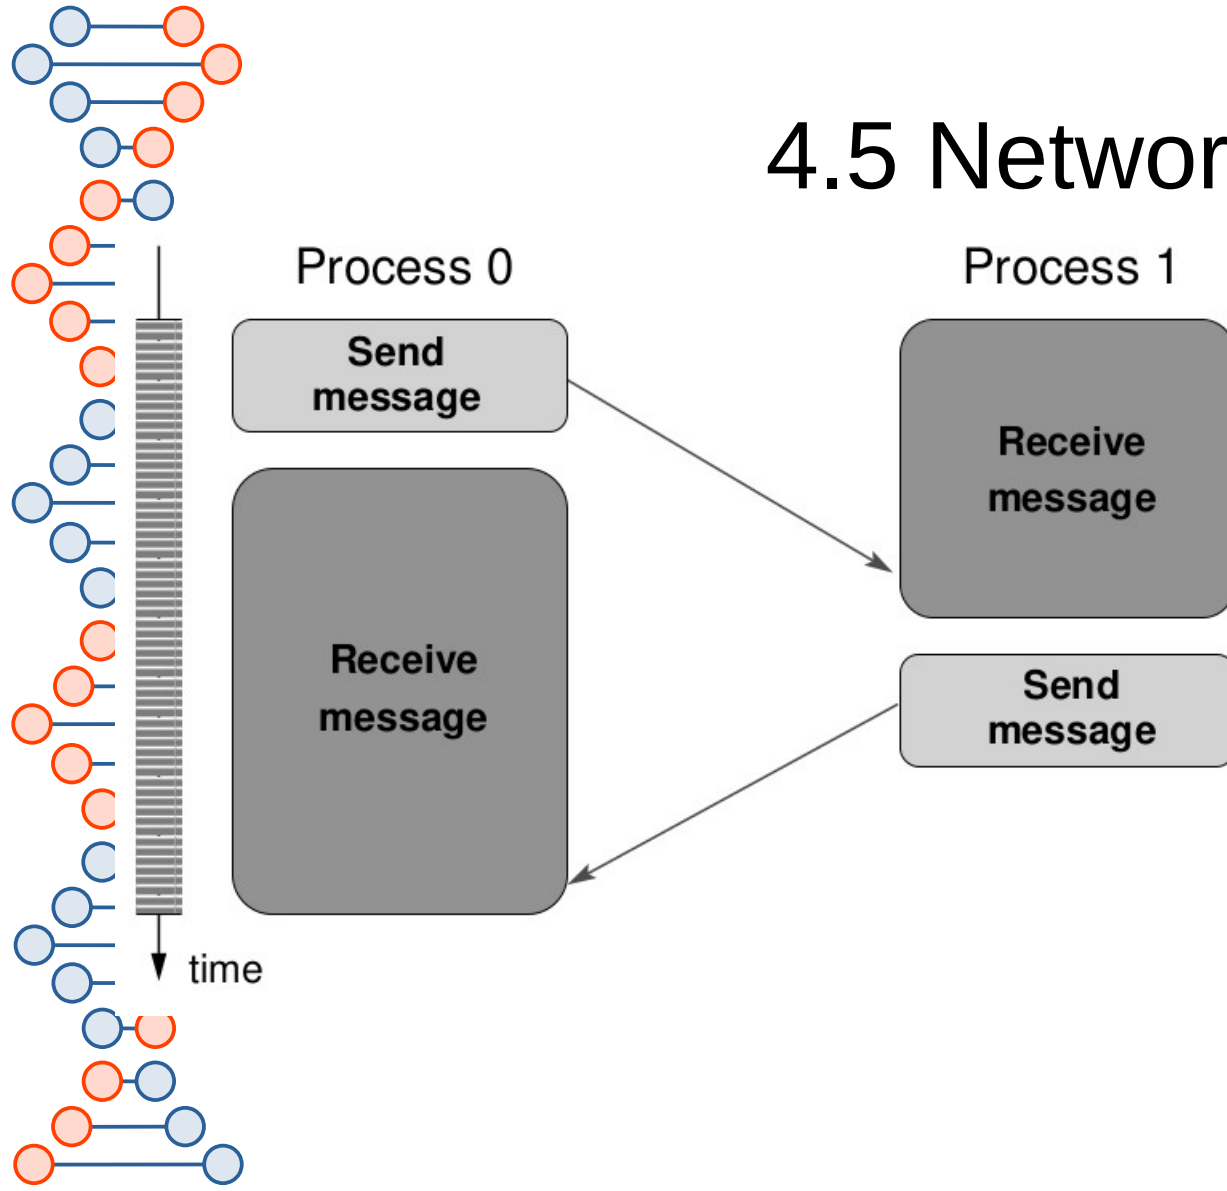 4.5 Networ
Process 0
Process 1
Send
message
Receive
message
Receive
message
Send
message
time